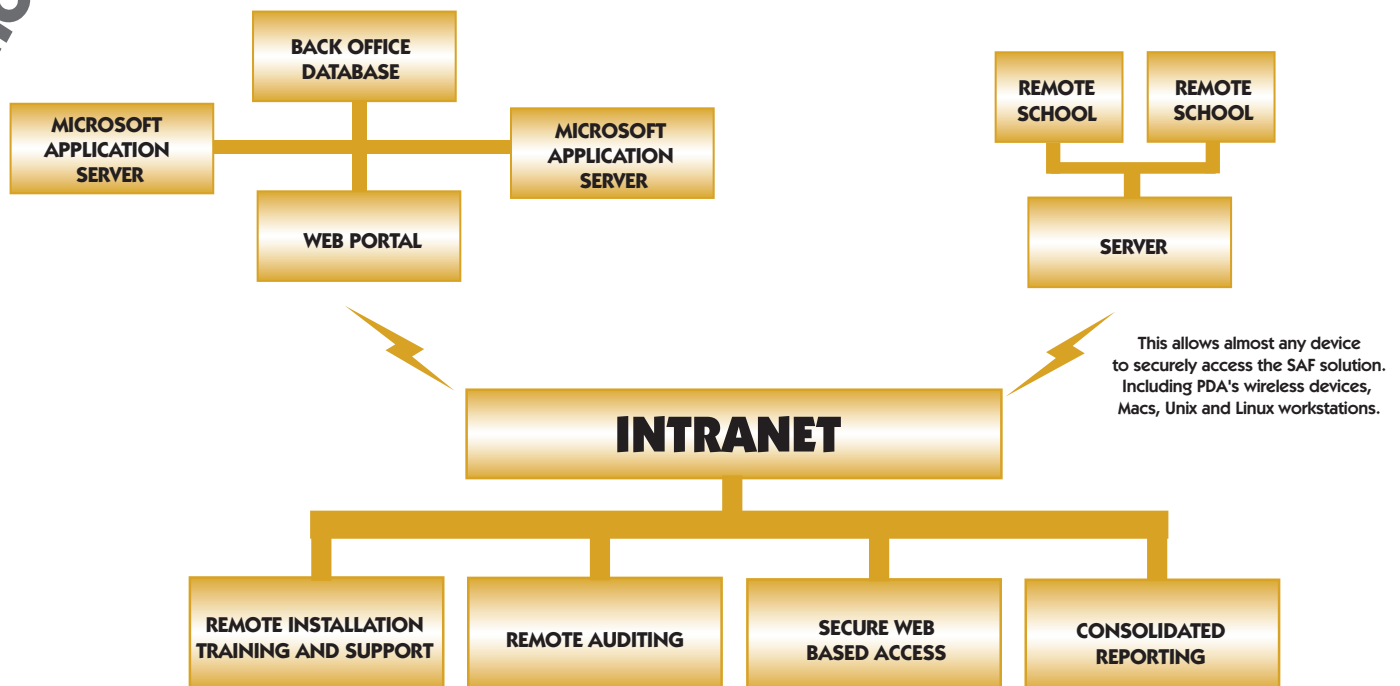 BACK OFFICE
DATABASE
MICROSOFT
APPLICATION
SERVER
MICROSOFT
APPLICATION
SERVER
WEB PORTAL
REMOTE
SCHOOL
REMOTE
SCHOOL
SERVER
This allows almost any device
to securely access the SAF solution.
Including PDA's wireless devices,
Macs, Unix and Linux workstations.
INTRANET
REMOTE INSTALLATION
TRAINING AND SUPPORT
REMOTE AUDITING
SECURE WEB
BASED ACCESS
CONSOLIDATED
REPORTING